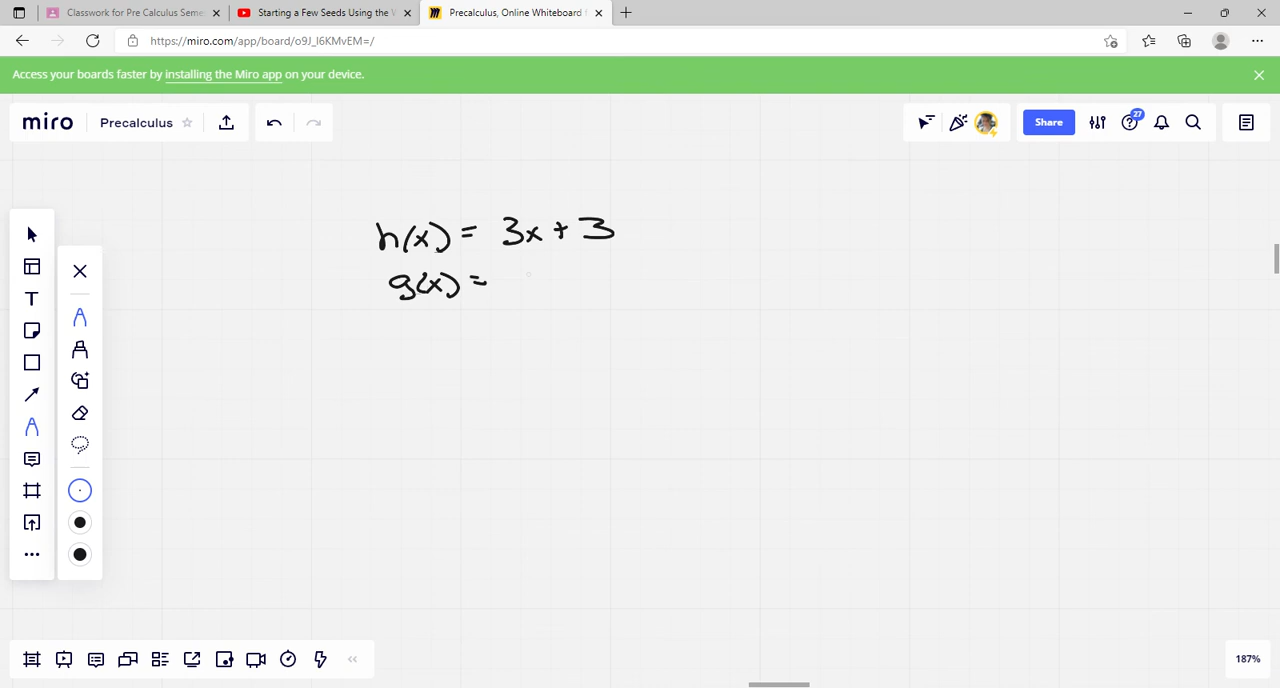 Classwork for Pre Calculus Seme
Starting a Few Seeds Using the W
Precalculus, Online Whiteboard
https://miro.com/app/board/o9J_l6KMvEM=/
Access your boards faster by installing the Miro app on your device.
miro
Precalculus
Share
27
h(x) = 3x + 3
g(x) =
187%